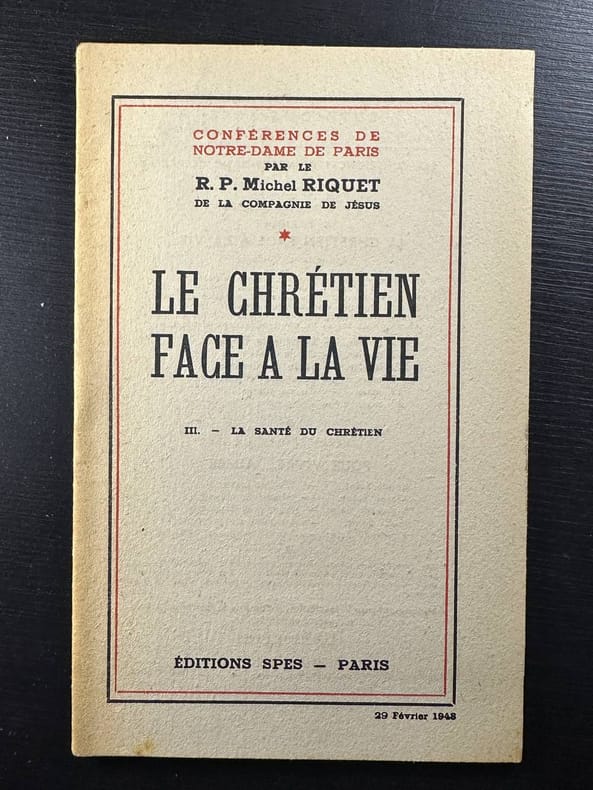 CONFÉRENCES DE
NOTRE-DAME DE PARIS
PAR LE
R. P. Michel RIQUET
DE LA COMPAGNIE DE JÉSUS
LE CHRÉTIEN
FACE A LA VIE
III. — LA SANTÉ DU CHRÉTIEN
ÉDITIONS SPES — PARIS
29 Février 1948